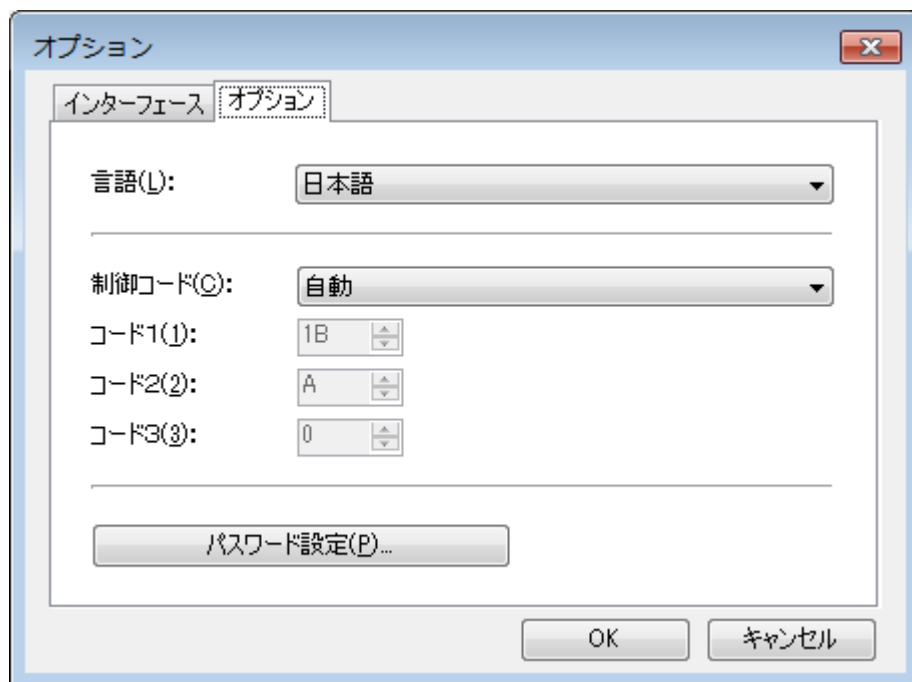 オプション
インターフェース オプション
言語(L): 日本語
制御コード(C): 自動
コード1(1): 1B
コード2(2): A
コード3(3): 0
パスワード設定(P)...
OK キャンセル